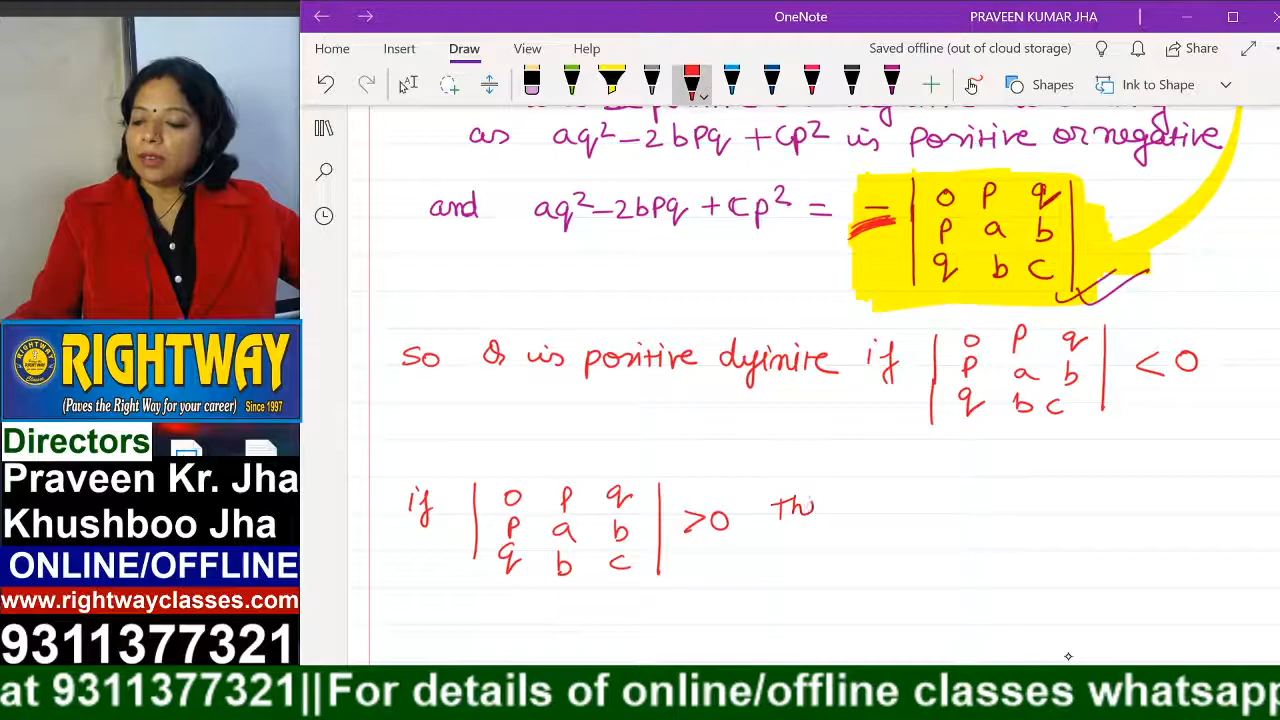 OneNote
PRAVEEN KUMAR JHA
Home Insert Draw View Help
Saved offline (out of cloud storage)
Share
Shapes
Ink to Shape
as aq²-2bpq+cp² is positive or negative
and aq²-2bpq+cp² = - | 0 p q |
| p a b |
| q b c |
So Q is positive dyinire if | 0 p q | < 0
| p a b |
| q b c |
if | 0 p q | >0 the
| p a b |
| q b c |
RIGHTWAY
(Paves the Right Way for your career) Since 1997
Directors
Praveen Kr. Jha
Khushboo Jha
ONLINE/OFFLINE
www.rightwayclasses.com
9311377321
at 9311377321||For details of online/offline classes whatsapp